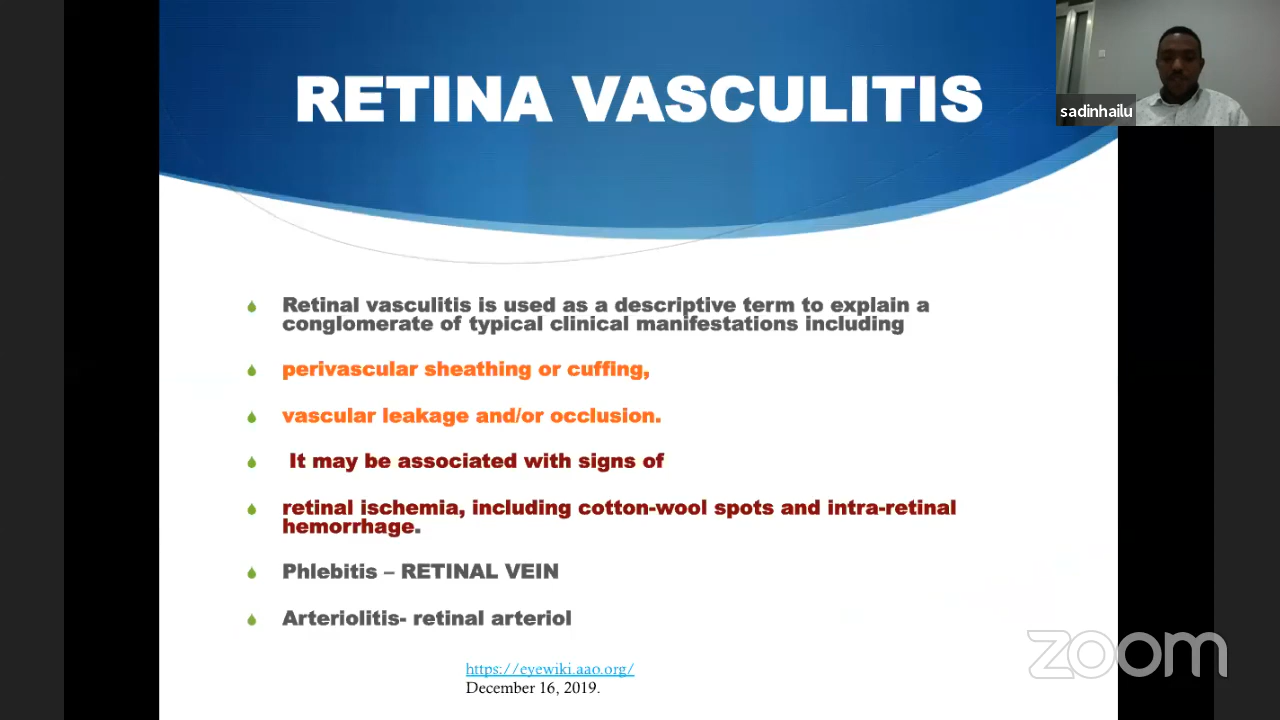 RETINA VASCULITIS
sadinhailu
Retinal vasculitis is used as a descriptive term to explain a
conglomerate of typical clinical manifestations including
perivascular sheathing or cuffing,
vascular leakage and/or occlusion.
It may be associated with signs of
retinal ischemia, including cotton-wool spots and intra-retinal
hemorrhage.
Phlebitis – RETINAL VEIN
Arteriolitis- retinal arteriol
https://eyewiki.aao.org/
December 16, 2019.
zoom